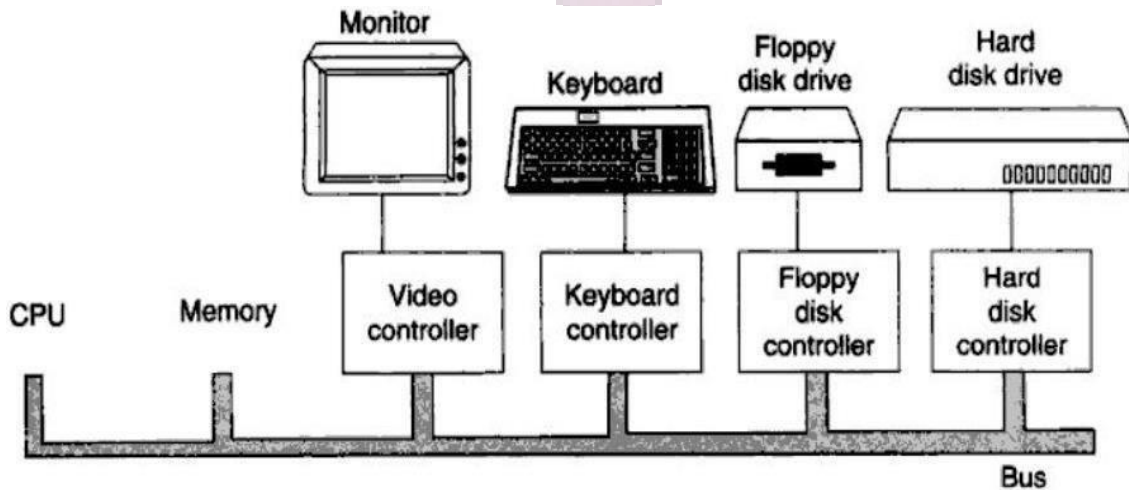 Monitor
Keyboard
Floppy
disk drive
Hard
disk drive
CPU
Memory
Video
controller
Keyboard
controller
Floppy
disk
controller
Hard
disk
controller
Bus